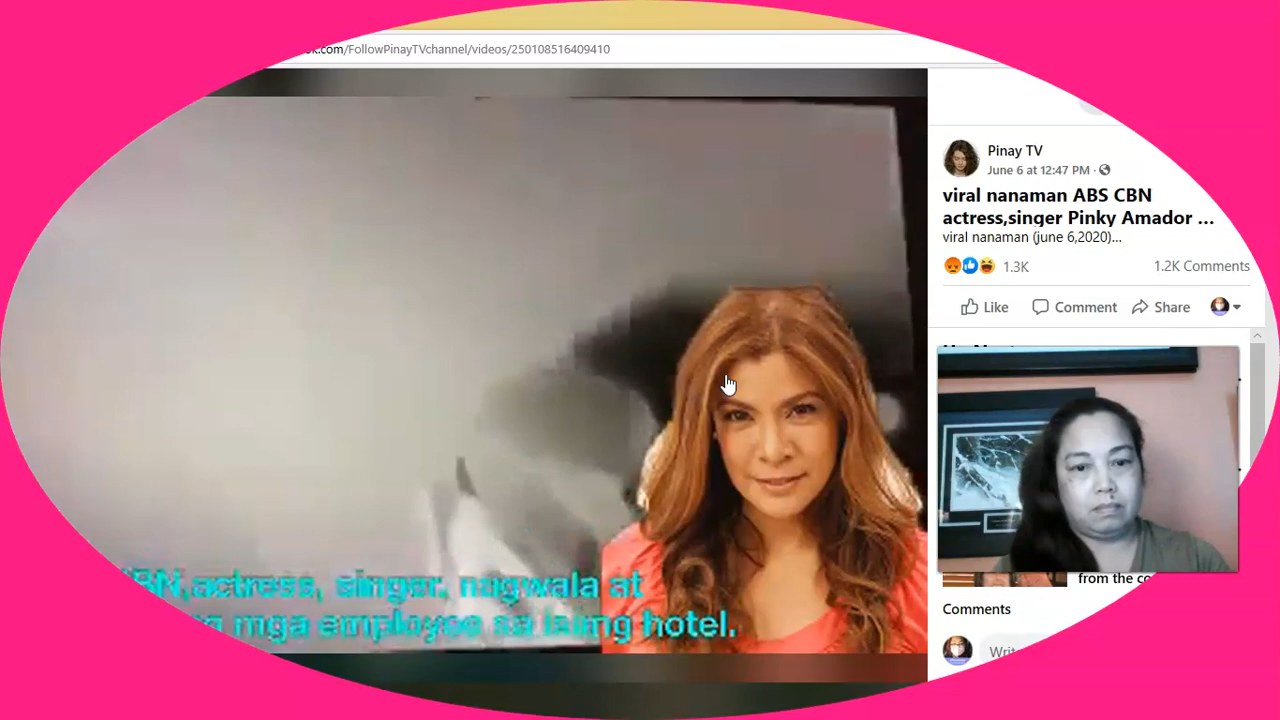 k.com/FollowPinayTVchannel/videos/250108516409410
Pinay TV
June 6 at 12:47 PM
viral nanaman ABS CBN
actress,singer Pinky Amador ...
viral nanaman (june 6,2020)...
1.3K
1.2K Comments
Like
Comment
Share
BN,actress, singer, nagwala at
mga employee sa isang hotel.
from the co
Comments
Writ